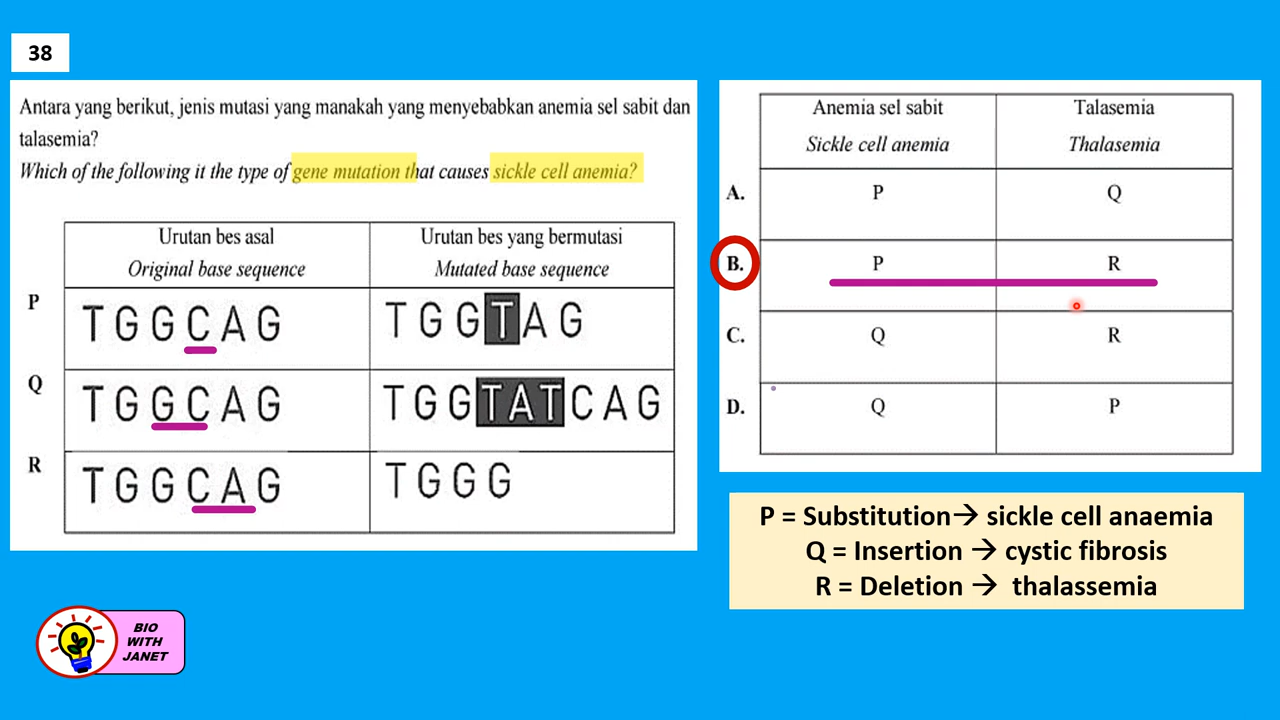 38
Antara yang berikut, jenis mutasi yang manakah yang menyebabkan anemia sel sabit dan
talasemia?
Which of the following it the type of gene mutation that causes sickle cell anemia?
Urutan bes asal
Original base sequence
Urutan bes yang bermutasi
Mutated base sequence
P
TGGCAG
TGGTAG
Q
TGGCAG
TGGTATCAG
R
TGGCAG
TGGG
Anemia sel sabit
Sickle cell anemia
Talasemia
Thalasemia
A. P Q
B. P R
C. Q R
D. Q P
P = Substitution→ sickle cell anaemia
Q = Insertion → cystic fibrosis
R = Deletion → thalassemia
BIO
WITH
JANET